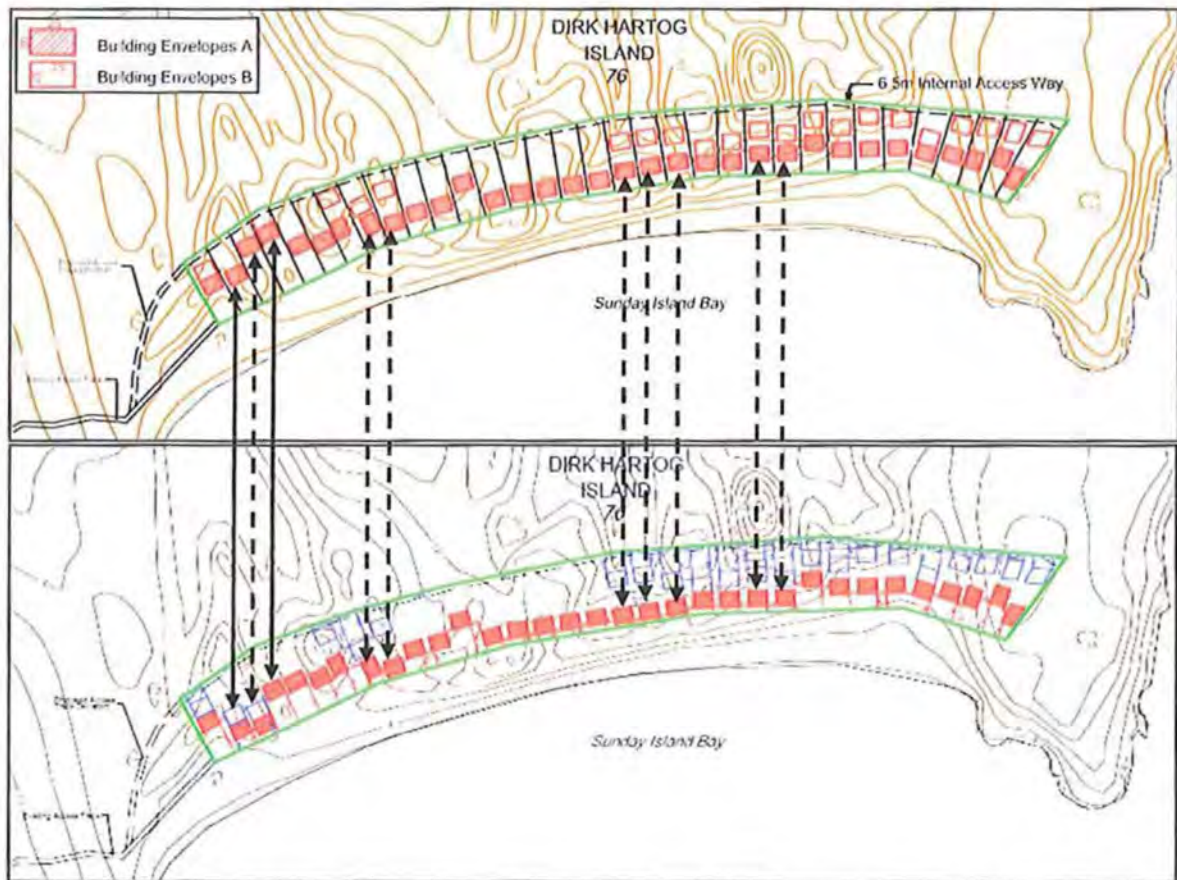 Building Envelopes A
Building Envelopes B
DIRK HARTOG
ISLAND
76
6 5m Internal Access Way
Sunday Island Bay
DIRK HARTOG
ISLAND
76
Sunday Island Bay